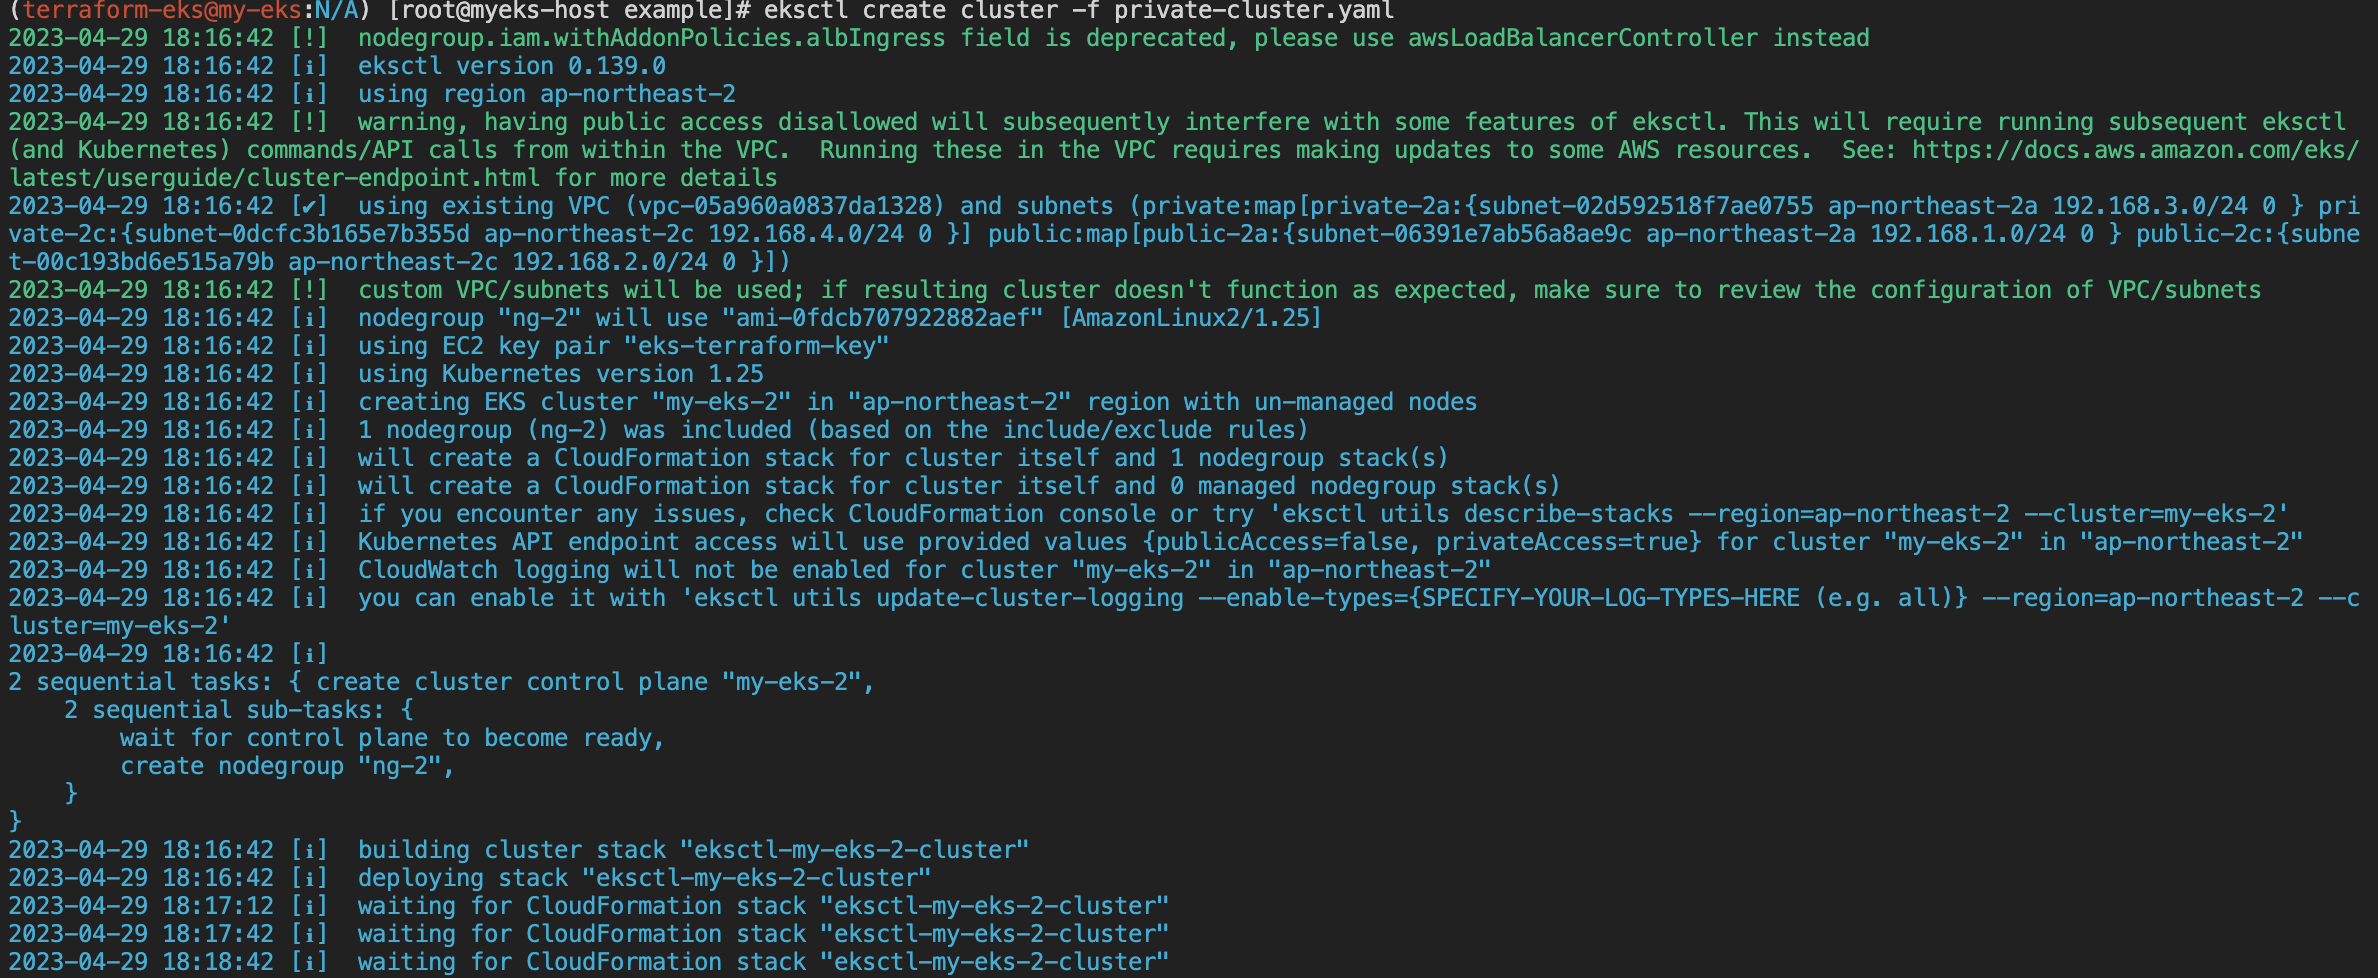 (terraform-eks@my-eks:N/A) [root@myeks-host example]# eksctl create cluster -f private-cluster.yaml
2023-04-29 18:16:42 [!]  nodegroup.iam.withAddonPolicies.albIngress field is deprecated, please use awsLoadBalancerController instead
2023-04-29 18:16:42 [ℹ]  eksctl version 0.139.0
2023-04-29 18:16:42 [ℹ]  using region ap-northeast-2
2023-04-29 18:16:42 [!]  warning, having public access disallowed will subsequently interfere with some features of eksctl. This will require running subsequent eksctl
(and Kubernetes) commands/API calls from within the VPC.  Running these in the VPC requires making updates to some AWS resources.  See: https://docs.aws.amazon.com/eks/
latest/userguide/cluster-endpoint.html for more details
2023-04-29 18:16:42 [✔]  using existing VPC (vpc-05a960a0837da1328) and subnets (private:map[private-2a:{subnet-02d592518f7ae0755 ap-northeast-2a 192.168.3.0/24 0 } pri
vate-2c:{subnet-0dcfc3b165e7b355d ap-northeast-2c 192.168.4.0/24 0 }] public:map[public-2a:{subnet-06391e7ab56a8ae9c ap-northeast-2a 192.168.1.0/24 0 } public-2c:{subne
t-00c193bd6e515a79b ap-northeast-2c 192.168.2.0/24 0 }])
2023-04-29 18:16:42 [!]  custom VPC/subnets will be used; if resulting cluster doesn't function as expected, make sure to review the configuration of VPC/subnets
2023-04-29 18:16:42 [ℹ]  nodegroup "ng-2" will use "ami-0fdcb707922882aef" [AmazonLinux2/1.25]
2023-04-29 18:16:42 [ℹ]  using EC2 key pair "eks-terraform-key"
2023-04-29 18:16:42 [ℹ]  using Kubernetes version 1.25
2023-04-29 18:16:42 [ℹ]  creating EKS cluster "my-eks-2" in "ap-northeast-2" region with un-managed nodes
2023-04-29 18:16:42 [ℹ]  1 nodegroup (ng-2) was included (based on the include/exclude rules)
2023-04-29 18:16:42 [ℹ]  will create a CloudFormation stack for cluster itself and 1 nodegroup stack(s)
2023-04-29 18:16:42 [ℹ]  will create a CloudFormation stack for cluster itself and 0 managed nodegroup stack(s)
2023-04-29 18:16:42 [ℹ]  if you encounter any issues, check CloudFormation console or try 'eksctl utils describe-stacks --region=ap-northeast-2 --cluster=my-eks-2'
2023-04-29 18:16:42 [ℹ]  Kubernetes API endpoint access will use provided values {publicAccess=false, privateAccess=true} for cluster "my-eks-2" in "ap-northeast-2"
2023-04-29 18:16:42 [ℹ]  CloudWatch logging will not be enabled for cluster "my-eks-2" in "ap-northeast-2"
2023-04-29 18:16:42 [ℹ]  you can enable it with 'eksctl utils update-cluster-logging --enable-types={SPECIFY-YOUR-LOG-TYPES-HERE (e.g. all)} --region=ap-northeast-2 --c
luster=my-eks-2'
2023-04-29 18:16:42 [ℹ]
2 sequential tasks: { create cluster control plane "my-eks-2",
    2 sequential sub-tasks: {
        wait for control plane to become ready,
        create nodegroup "ng-2",
    }
}
2023-04-29 18:16:42 [ℹ]  building cluster stack "eksctl-my-eks-2-cluster"
2023-04-29 18:16:42 [ℹ]  deploying stack "eksctl-my-eks-2-cluster"
2023-04-29 18:17:12 [ℹ]  waiting for CloudFormation stack "eksctl-my-eks-2-cluster"
2023-04-29 18:17:42 [ℹ]  waiting for CloudFormation stack "eksctl-my-eks-2-cluster"
2023-04-29 18:18:42 [ℹ]  waiting for CloudFormation stack "eksctl-my-eks-2-cluster"